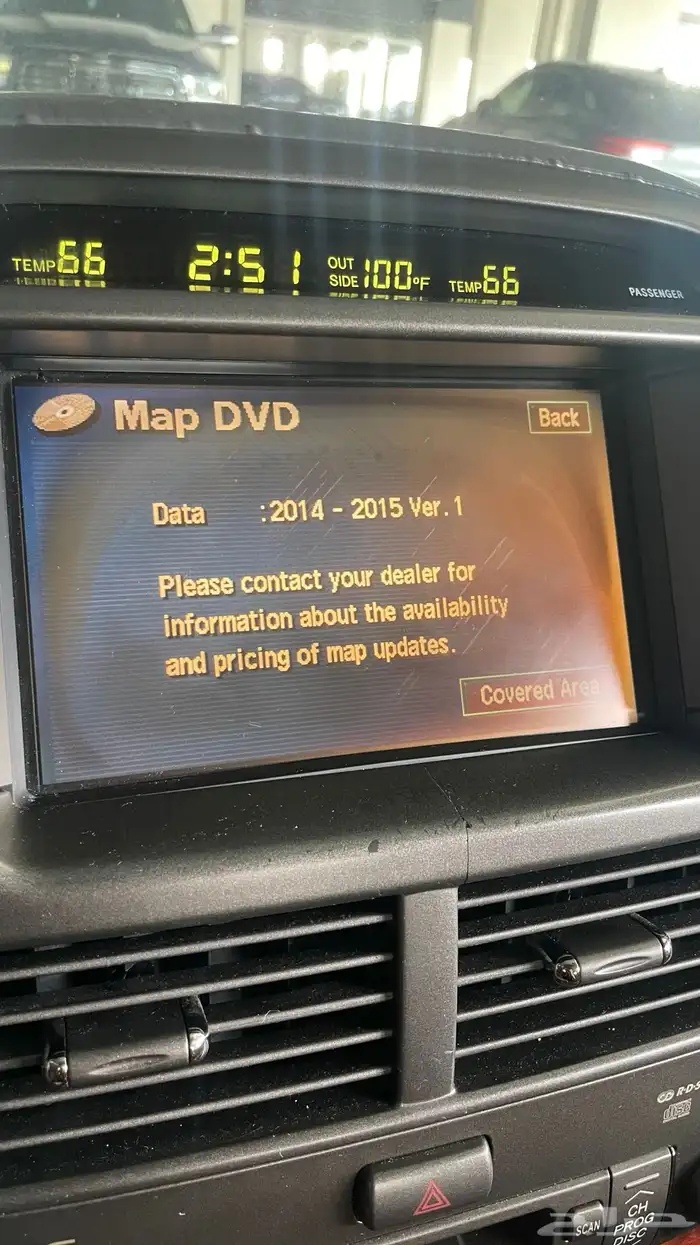 TEMP 66 2:51 OUT SIDE 100°F TEMP 66 PASSENGER
Map DVD
Back
Data :2014 - 2015 Ver.1
Please contact your dealer for
information about the availability
and pricing of map updates.
Covered Area
R·D·S
SCAN
CH
PROG
DISC